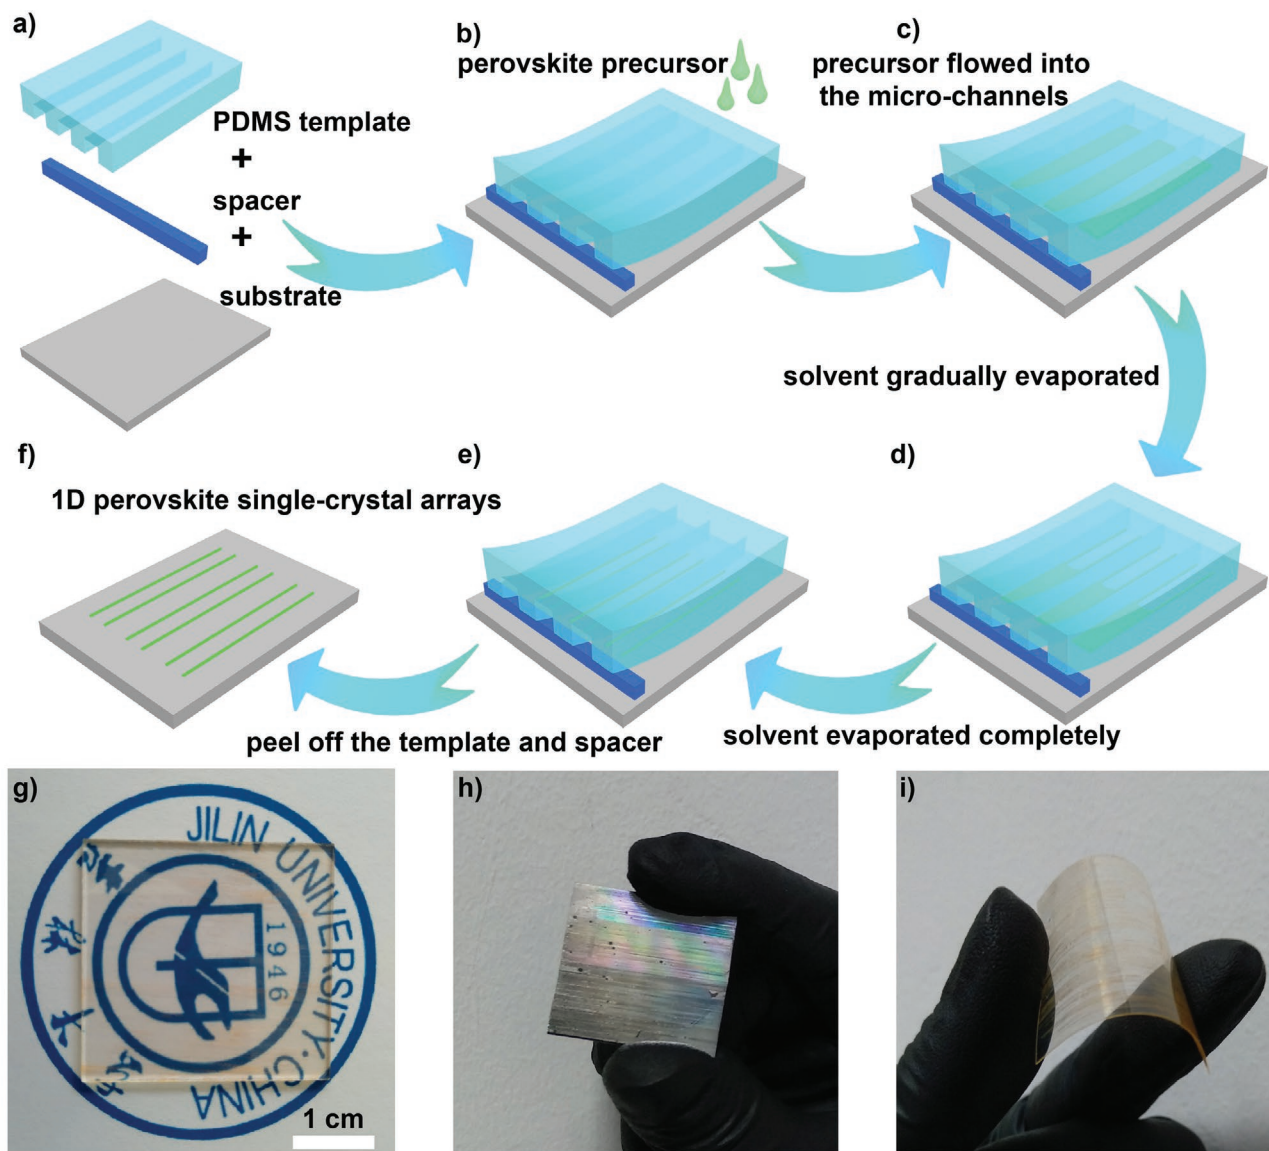 a)
PDMS template
+
spacer
+
substrate
b)
perovskite precursor
c)
precursor flowed into
the micro-channels
solvent gradually evaporated
d)
solvent evaporated completely
e)
peel off the template and spacer
f)
1D perovskite single-crystal arrays
g)
JILIN UNIVERSITY·CHINA
1946
1 cm
h)
i)